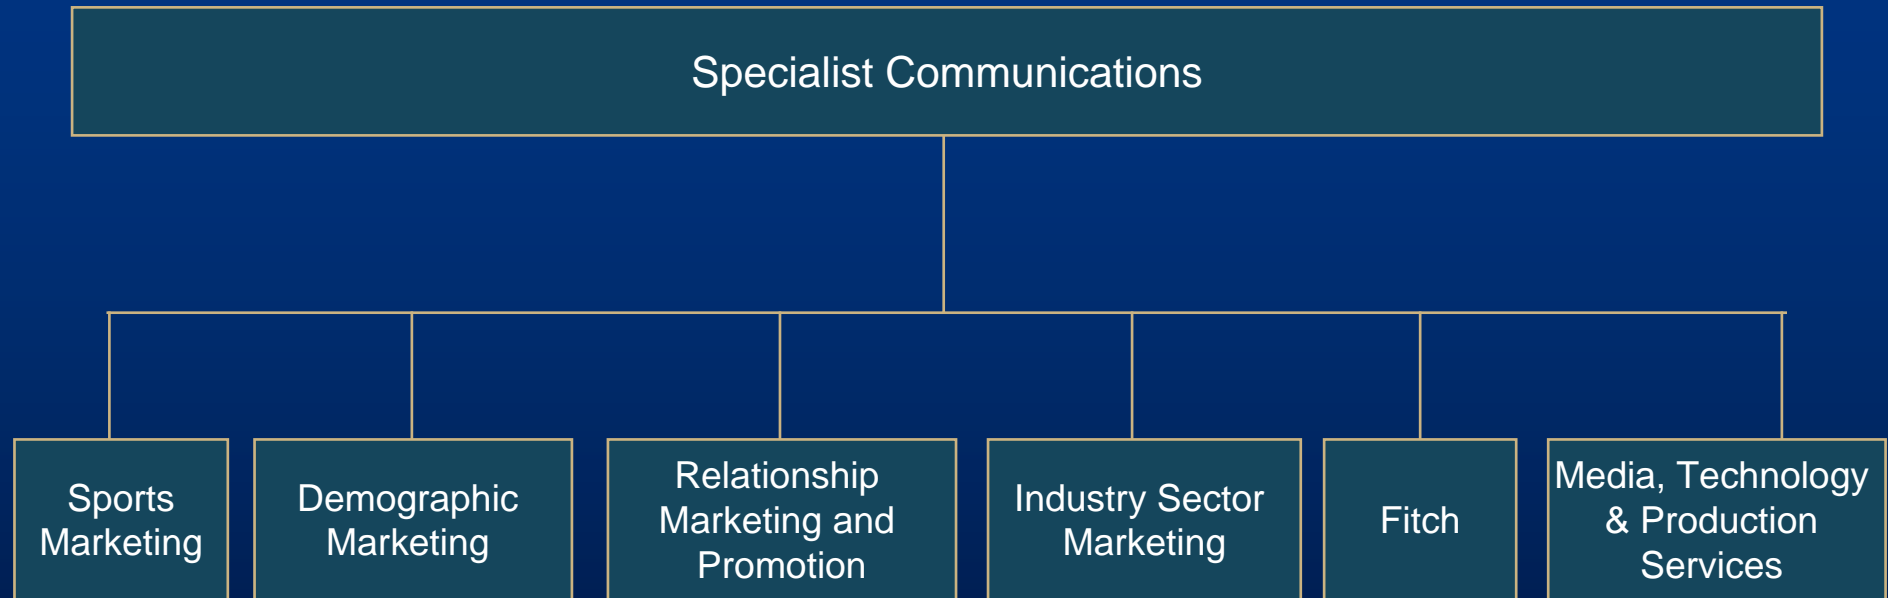 Specialist Communications
Sports
Marketing
Demographic
Marketing
Relationship
Marketing and
Promotion
Industry Sector
Marketing
Fitch
Media, Technology
& Production
Services